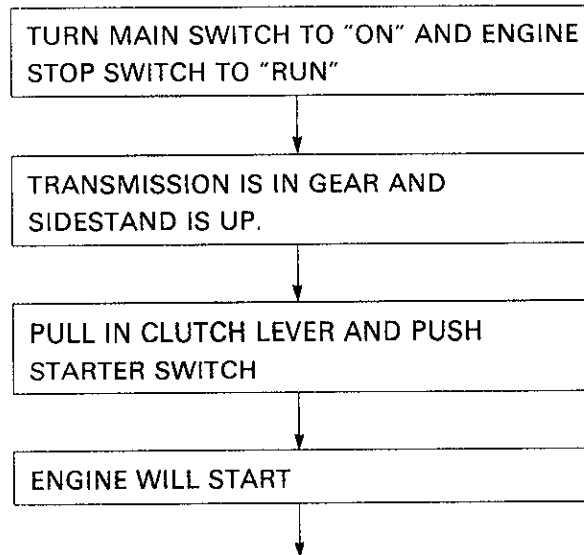 TURN MAIN SWITCH TO "ON" AND ENGINE
STOP SWITCH TO "RUN"
TRANSMISSION IS IN GEAR AND
SIDESTAND IS UP.
PULL IN CLUTCH LEVER AND PUSH
STARTER SWITCH
ENGINE WILL START